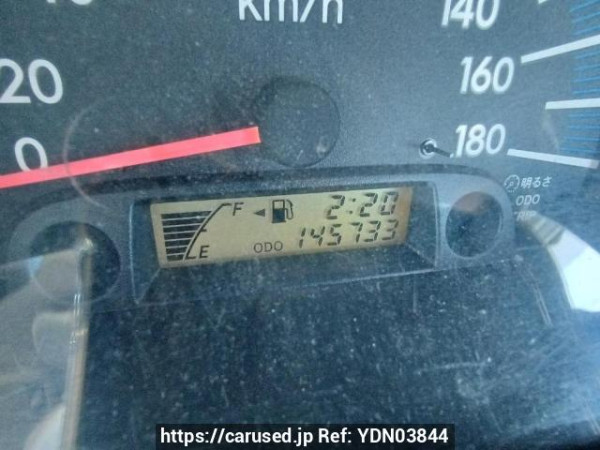 km/h
140
20
160
0
180
明るさ
F 2:20
ODO
E ODO 145733
https://carused.jp Ref: YDN03844